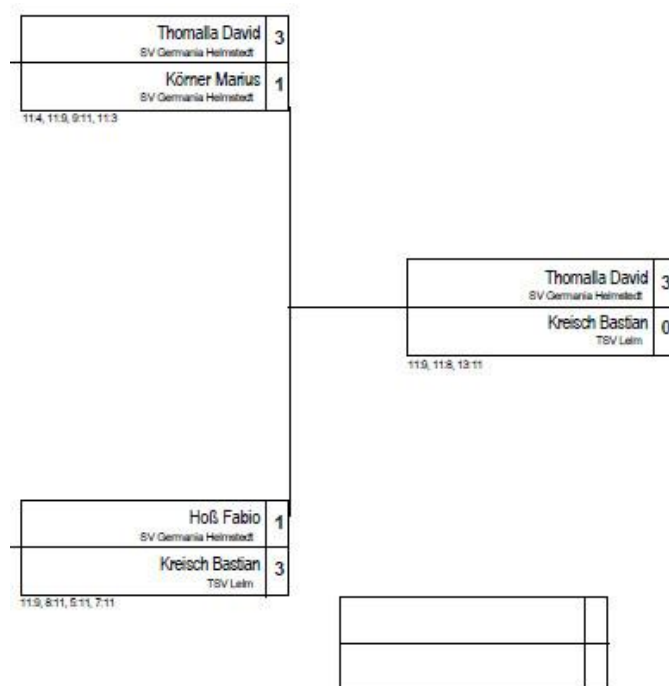 Thomalla David 3
SV Germania Helmstedt
Körner Marius 1
SV Germania Helmstedt
11:4, 11:9, 9:11, 11:3
Thomalla David 3
SV Germania Helmstedt
Kreisch Bastian 0
TSV Lelm
11:9, 11:8, 13:11
Hoß Fabio 1
SV Germania Helmstedt
Kreisch Bastian 3
TSV Lelm
11:9, 8:11, 5:11, 7:11